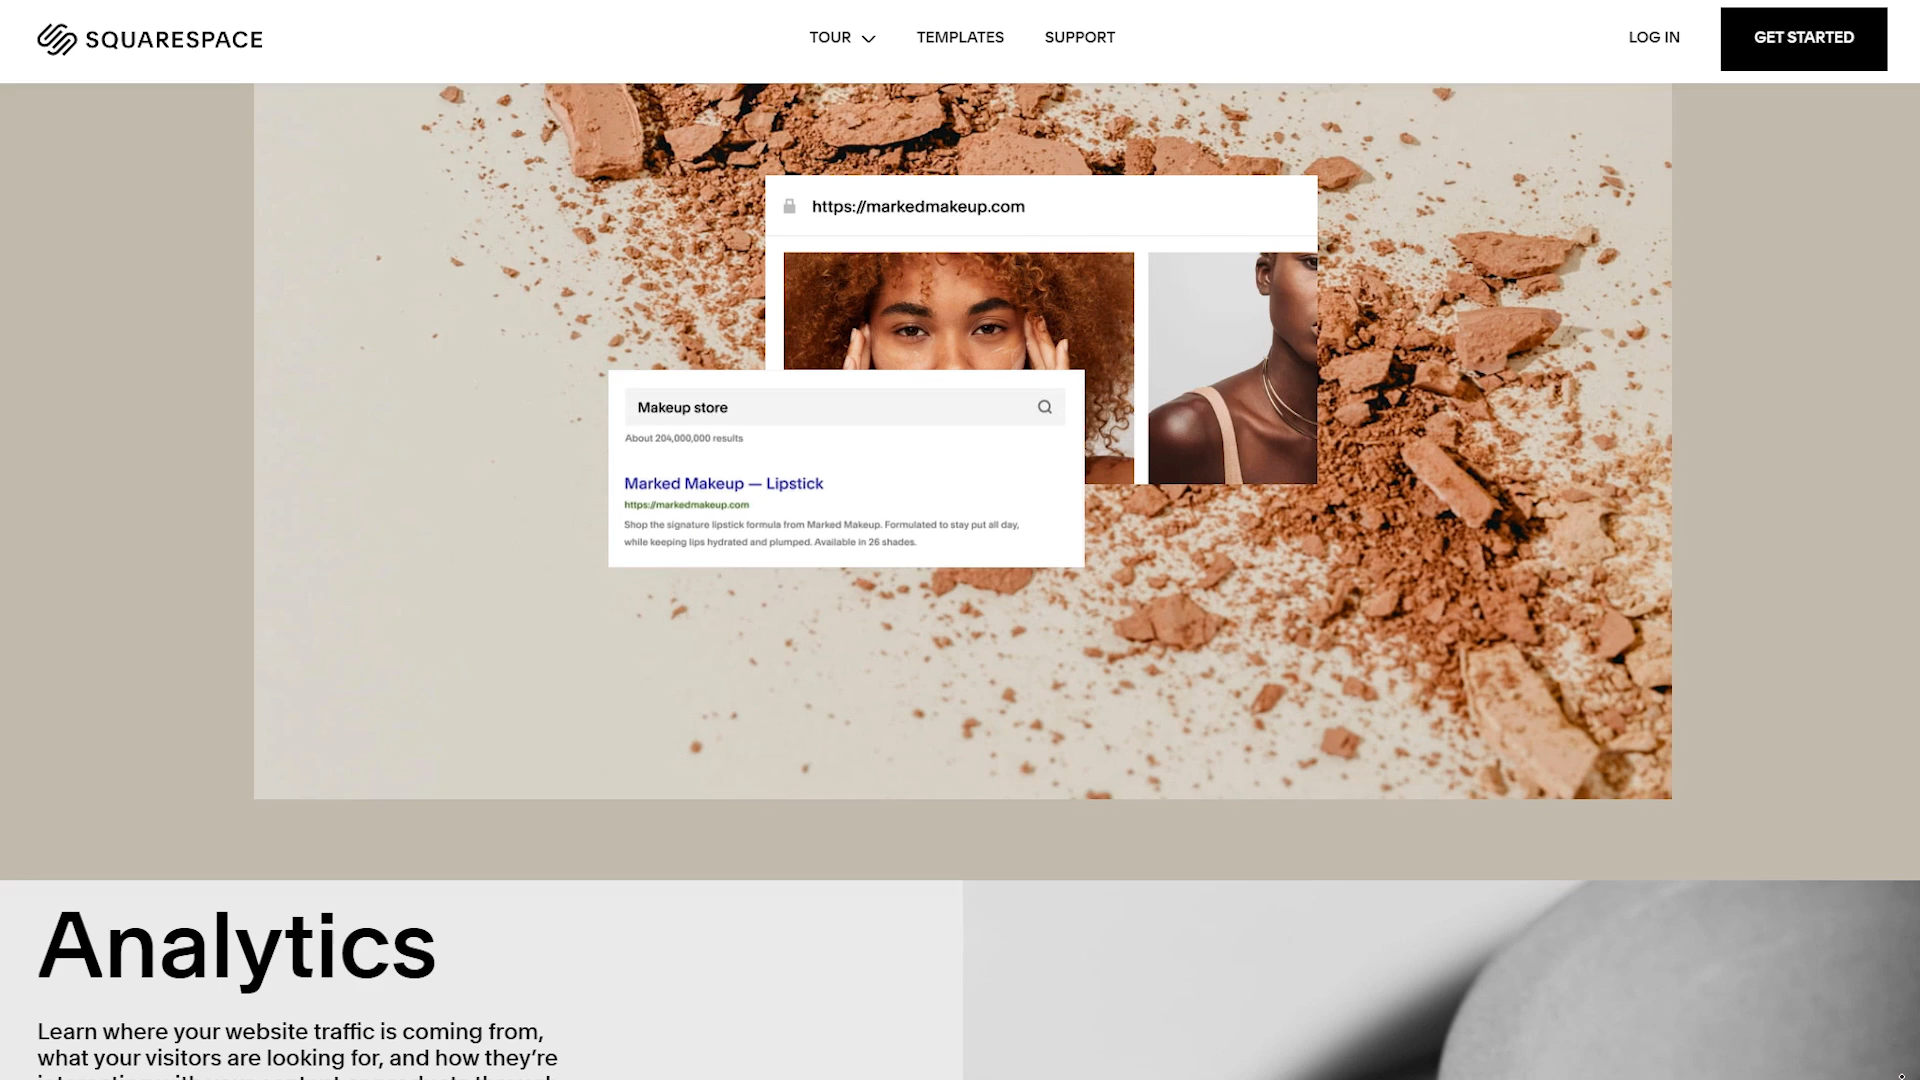 SQUARESPACE
TOUR
TEMPLATES
SUPPORT
LOG IN
GET STARTED
https://markedmakeup.com
Makeup store
About 204,000,000 results
Marked Makeup — Lipstick
https://markedmakeup.com
Shop the signature lipstick formula from Marked Makeup. Formulated to stay put all day,
while keeping lips hydrated and plumped. Available in 26 shades.
Analytics
Learn where your website traffic is coming from,
what your visitors are looking for, and how they’re